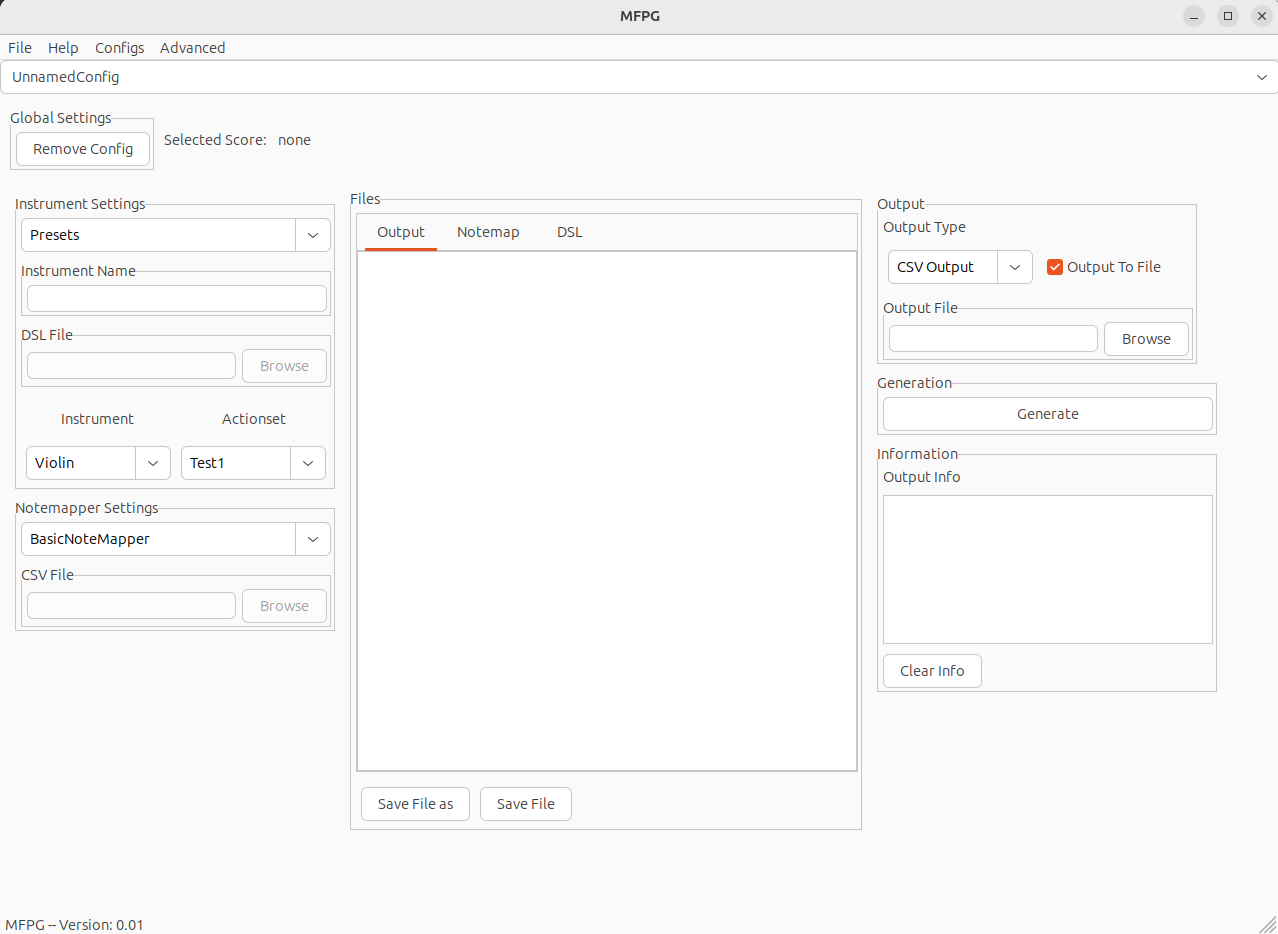 MFPG
File Help Configs Advanced
UnnamedConfig
Global Settings
Remove Config
Selected Score: none
Instrument Settings
Presets
Instrument Name
DSL File
Browse
Instrument Actionset
Violin Test1
Notemapper Settings
BasicNoteMapper
CSV File
Browse
Files
Output Notemap DSL
Save File as Save File
Output
Output Type
CSV Output Output To File
Output File
Browse
Generation
Generate
Information
Output Info
Clear Info
MFPG -- Version: 0.01